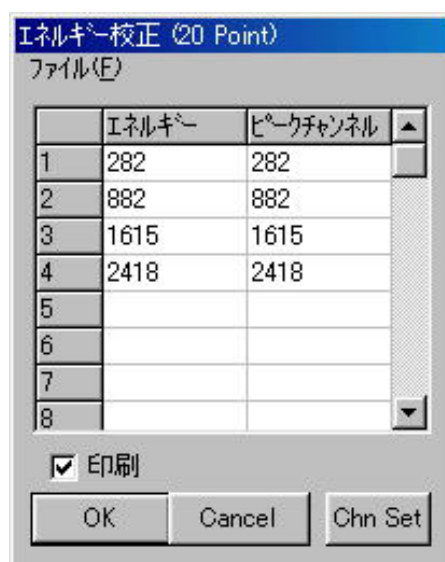 ｴﾈﾙｷﾞｰ校正 (20 Point)
ﾌｧｲﾙ(F)
ｴﾈﾙｷﾞｰ ﾋﾟｰｸﾁｬﾝﾈﾙ
1 282 282
2 882 882
3 1615 1615
4 2418 2418
5
6
7
8
印刷
OK Cancel Chn Set